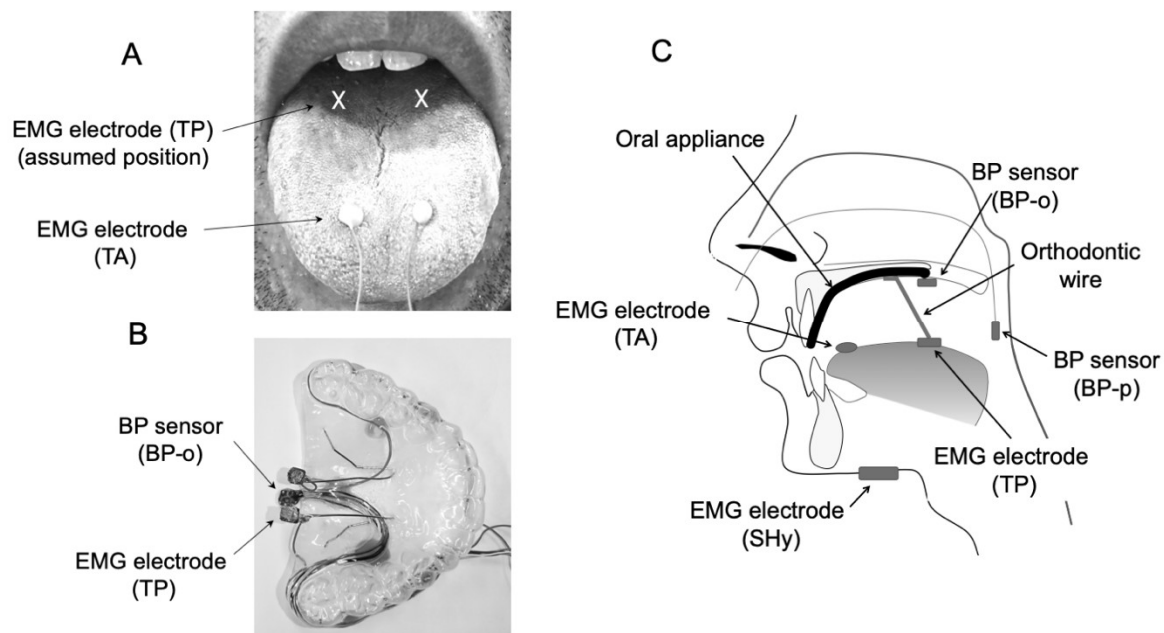 A
X X
EMG electrode (TP)
(assumed position)
EMG electrode
(TA)
B
BP sensor
(BP-o)
EMG electrode
(TP)
C
Oral appliance
BP sensor
(BP-o)
Orthodontic
wire
EMG electrode
(TA)
BP sensor
(BP-p)
EMG electrode
(TP)
EMG electrode
(SHy)